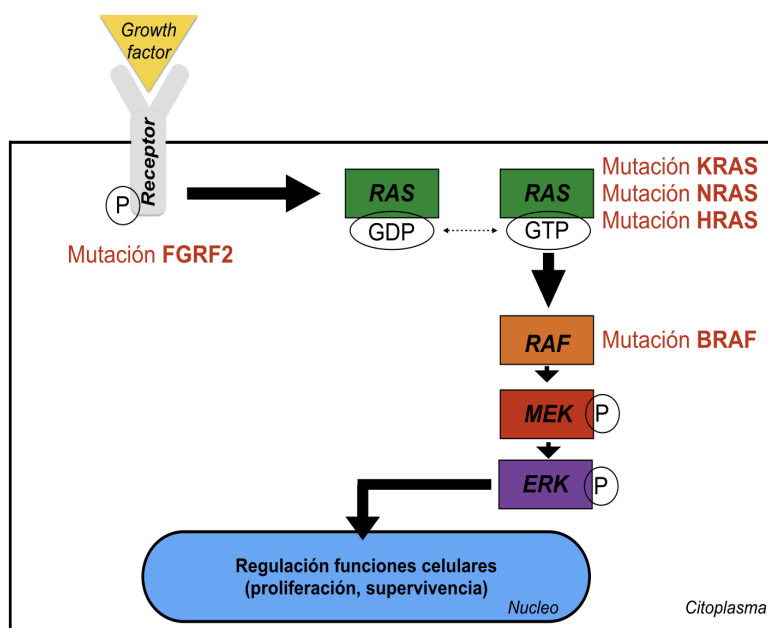 Growth
factor
Receptor
P
Mutación FGRF2
RAS
GDP
RAS
GTP
Mutación KRAS
Mutación NRAS
Mutación HRAS
RAF
Mutación BRAF
MEK
P
ERK
P
Regulación funciones celulares
(proliferación, supervivencia)
Nucleo
Citoplasma